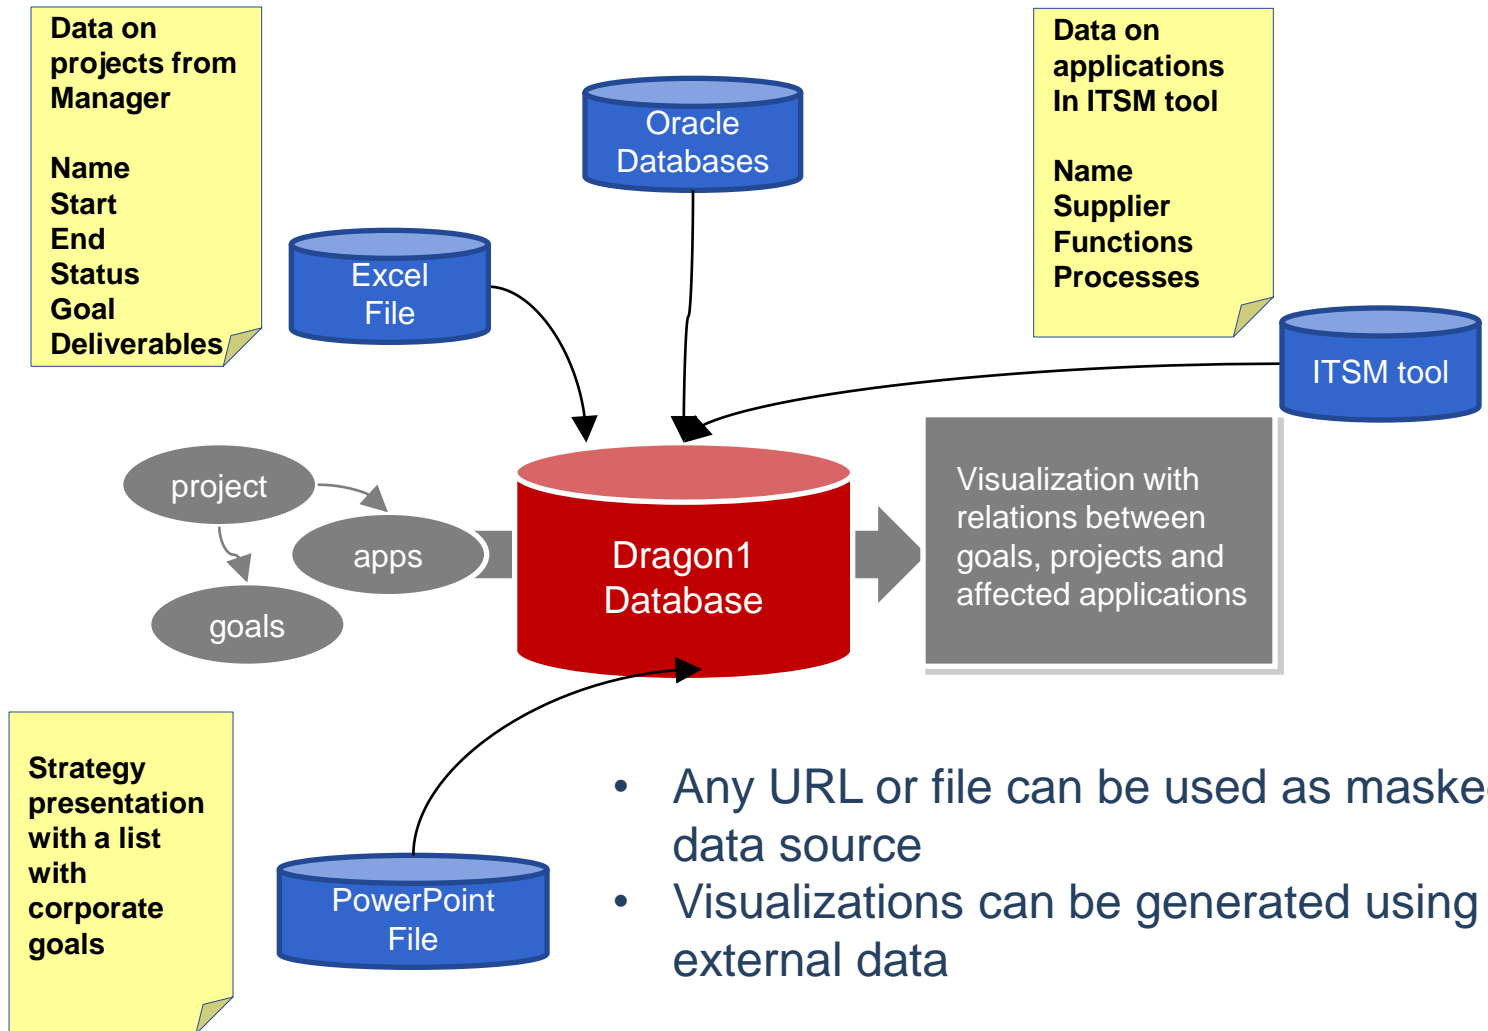 Data on
projects from
Manager
Name
Start
End
Status
Goal
Deliverables
Oracle
Databases
Data on
applications
In ITSM tool
Name
Supplier
Functions
Processes
Excel
File
ITSM tool
project
apps
goals
Dragon1
Database
Visualization with
relations between
goals, projects and
affected applications
Strategy
presentation
with a list
with
corporate
goals
PowerPoint
File
• Any URL or file can be used as
data source
• Visualizations can be generated using
external data